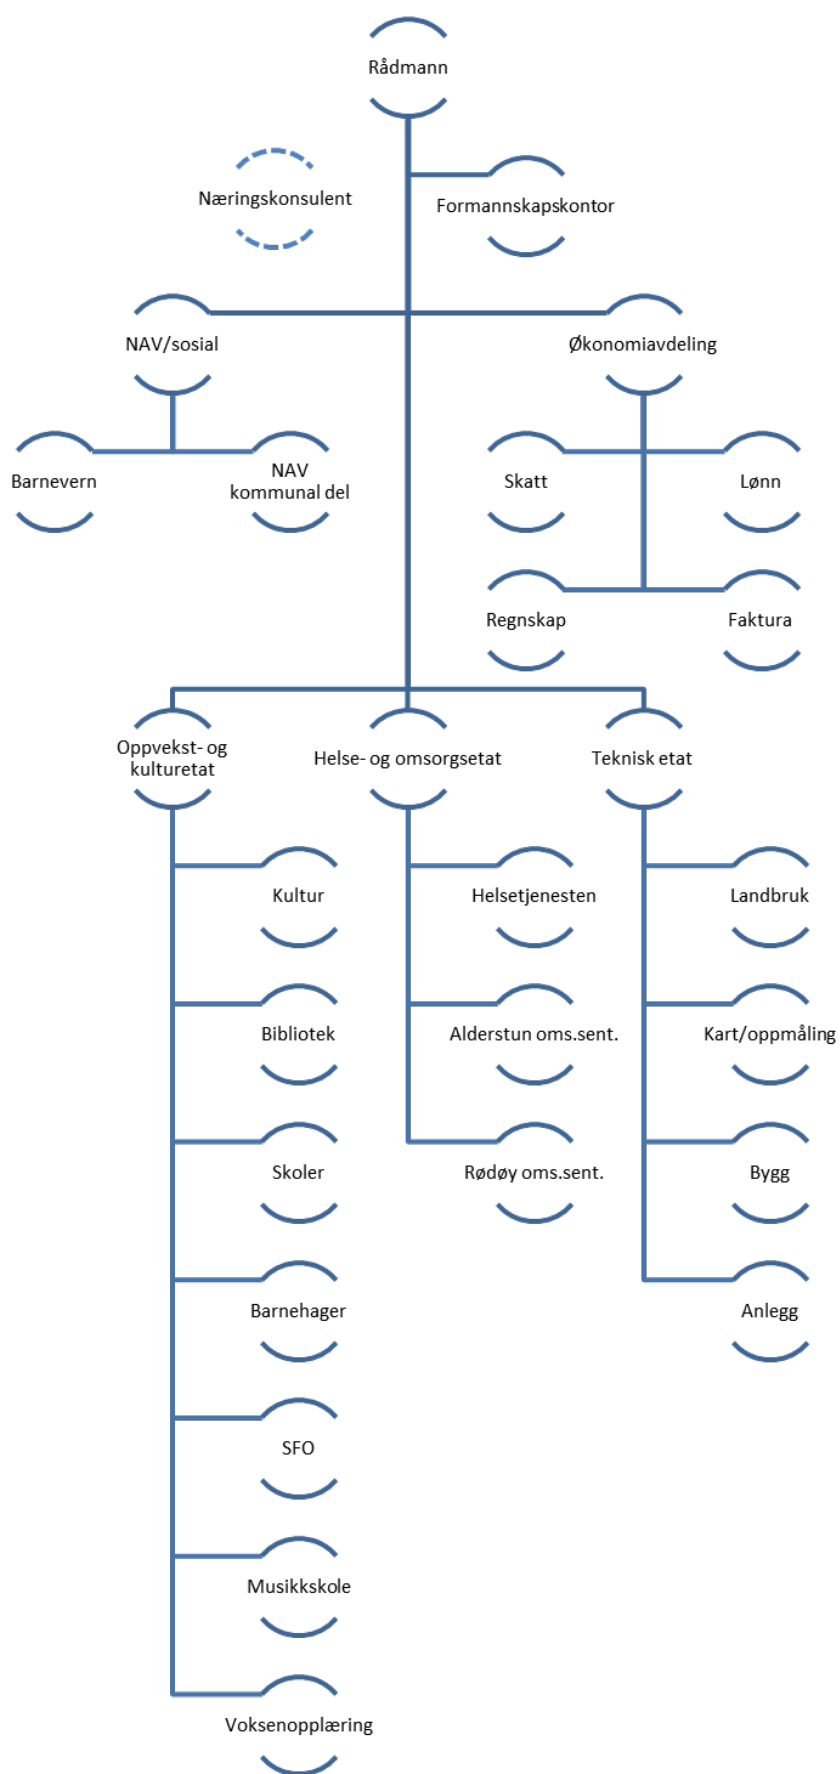 Rådmann
Næringskonsulent
Formannskapskontor
NAV/sosial
Økonomiavdeling
Barnevern
NAV
kommunal del
Skatt
Lønn
Regnskap
Faktura
Oppvekst- og
kulturetat
Helse- og omsorgsetat
Teknisk etat
Kultur
Helsetjenesten
Landbruk
Bibliotek
Alderstun oms.sent.
Kart/oppmåling
Skoler
Rødøy oms.sent.
Bygg
Barnehager
Anlegg
SFO
Musikkskole
Voksenopplæring